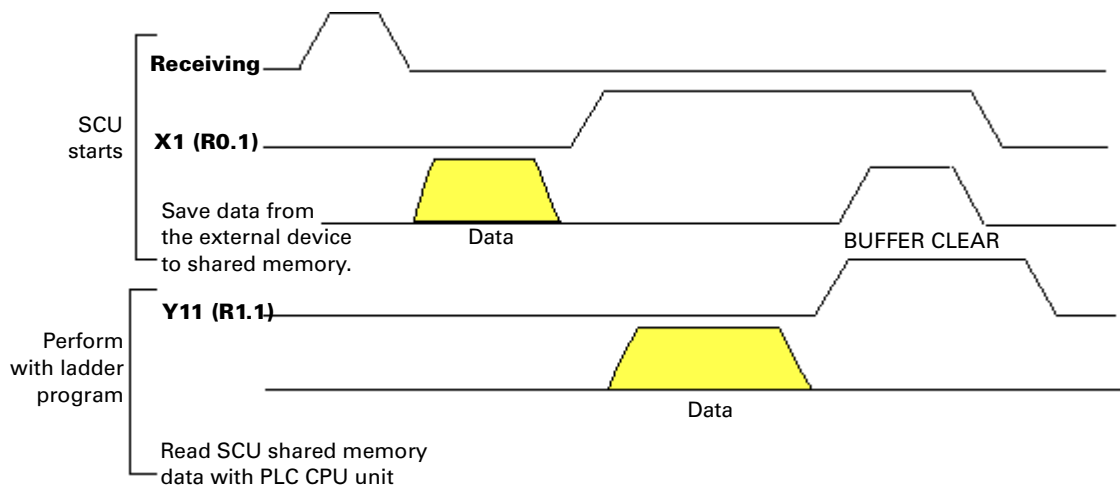 Receiving
SCU
starts
X1 (R0.1)
Save data from
the external device
to shared memory.
Data
BUFFER CLEAR
Y11 (R1.1)
Perform
with ladder
program
Data
Read SCU shared memory
data with PLC CPU unit